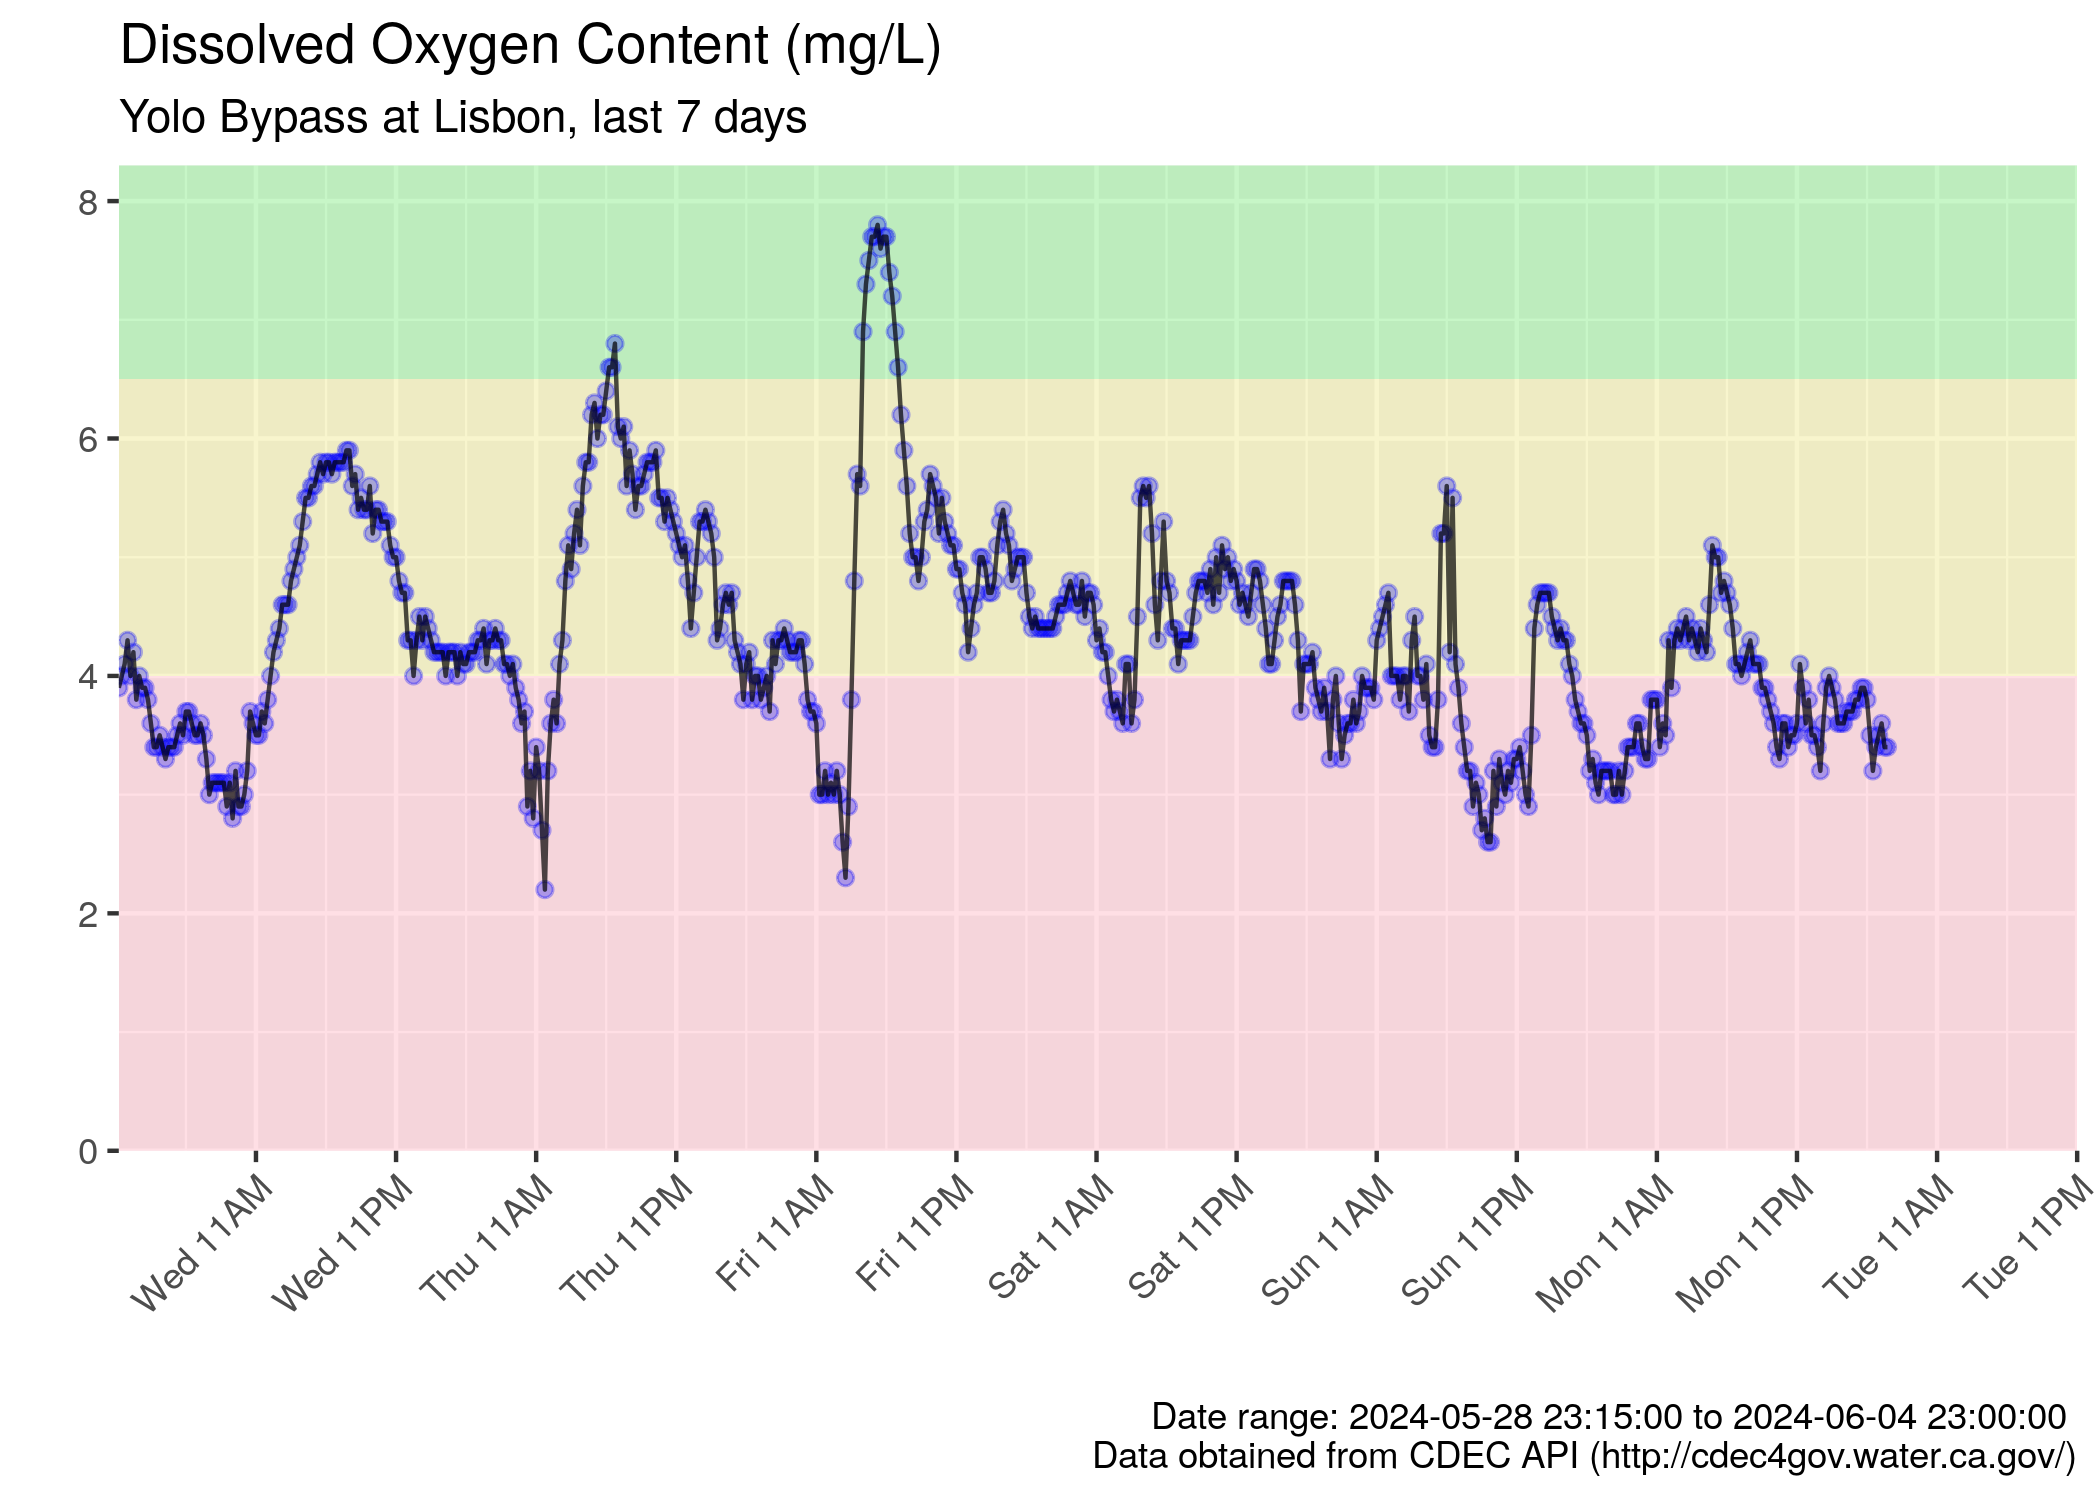 Dissolved Oxygen Content (mg/L)
Yolo Bypass at Lisbon, last 7 days
8
6
4
2
0
Wed 11AM
Wed 11PM
Thu 11AM
Thu 11PM
Fri 11AM
Fri 11PM
Sat 11AM
Sat 11PM
Sun 11AM
Sun 11PM
Mon 11AM
Mon 11PM
Tue 11AM
Tue 11PM
Date range: 2024-05-28 23:15:00 to 2024-06-04 23:00:00
Data obtained from CDEC API (http://cdec4gov.water.ca.gov/)